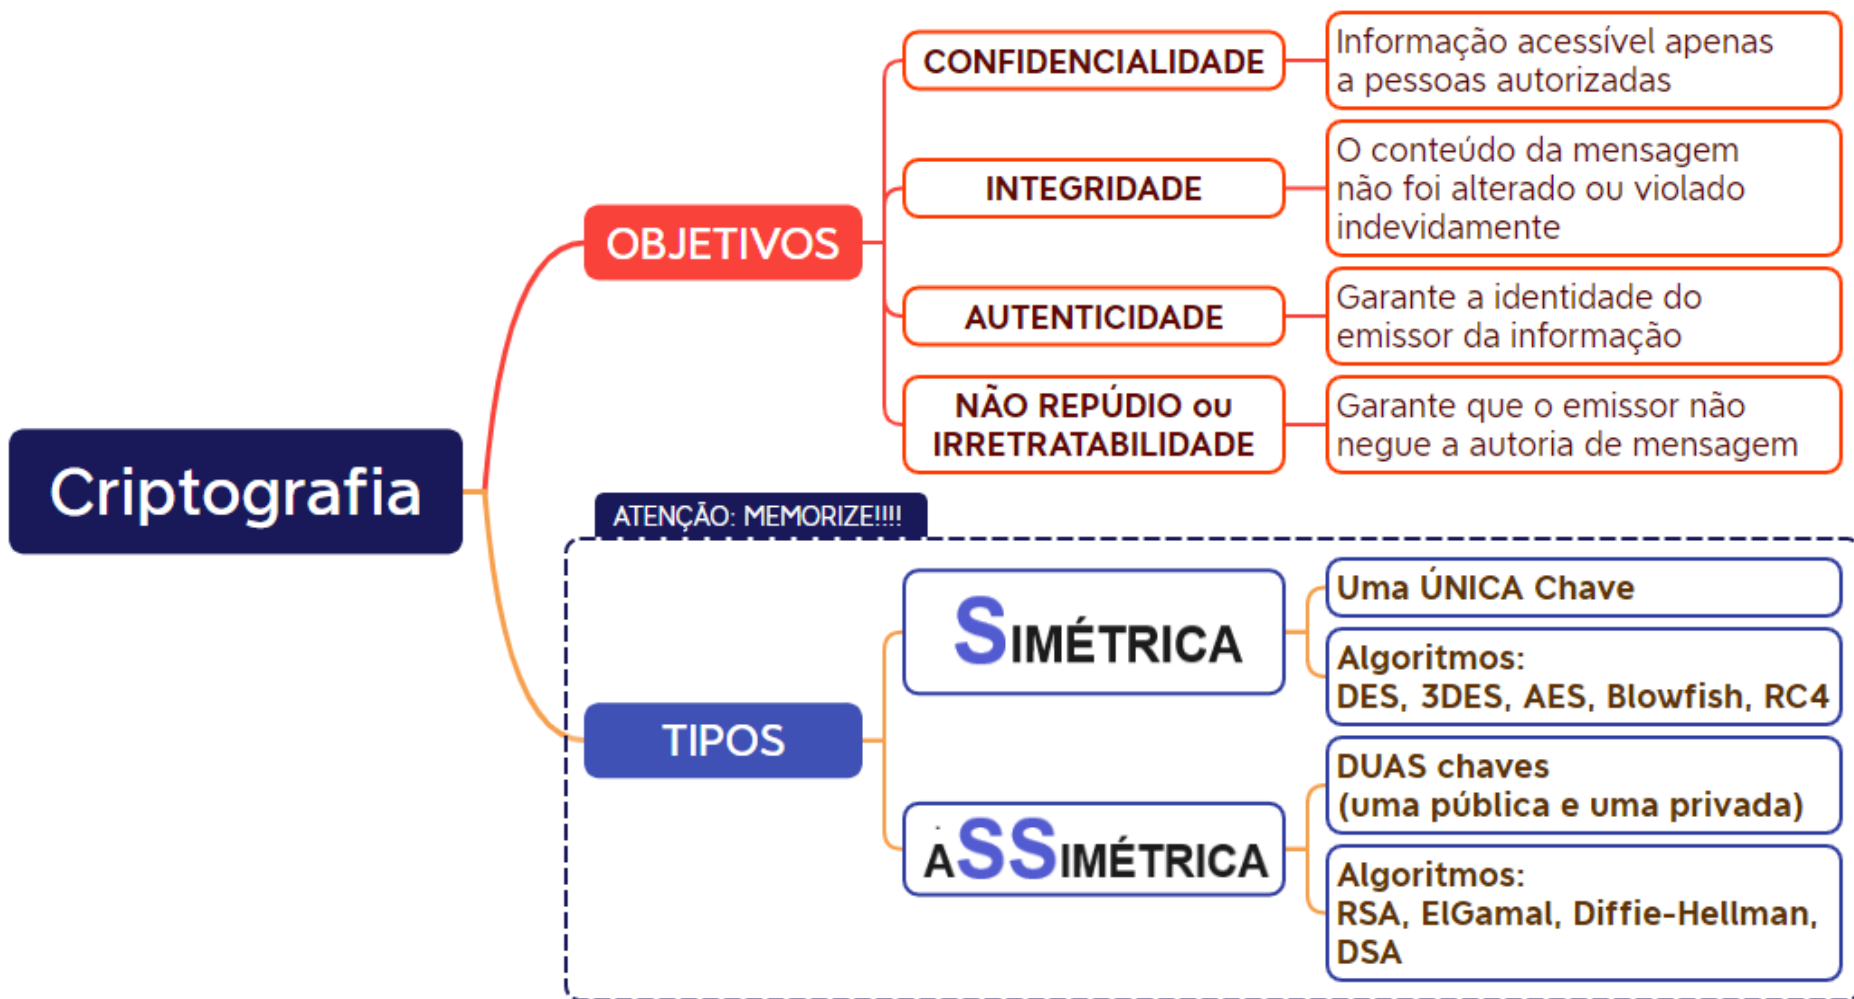 Criptografia
OBJETIVOS
CONFIDENCIALIDADE
Informação acessível apenas
a pessoas autorizadas
INTEGRIDADE
O conteúdo da mensagem
não foi alterado ou violado
indevidamente
AUTENTICIDADE
Garante a identidade do
emissor da informação
NÃO REPÚDIO ou
IRRETRATABILIDADE
Garante que o emissor não
negue a autoria de mensagem
ATENÇÃO: MEMORIZE!!!!
TIPOS
SIMÉTRICA
Uma ÚNICA Chave
Algoritmos:
DES, 3DES, AES, Blowfish, RC4
ASSIMÉTRICA
DUAS chaves
(uma pública e uma privada)
Algoritmos:
RSA, ElGamal, Diffie-Hellman,
DSA